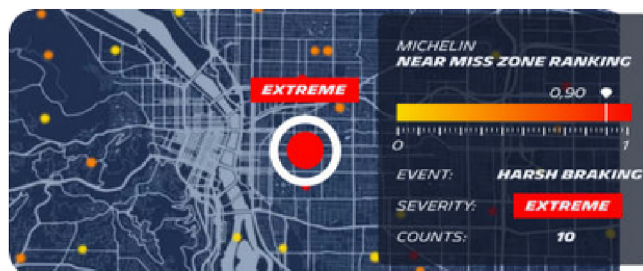 EXTREME
MICHELIN
NEAR MISS ZONE RANKING
0,90
0 1
EVENT: HARSH BRAKING
SEVERITY: EXTREME
COUNTS: 10